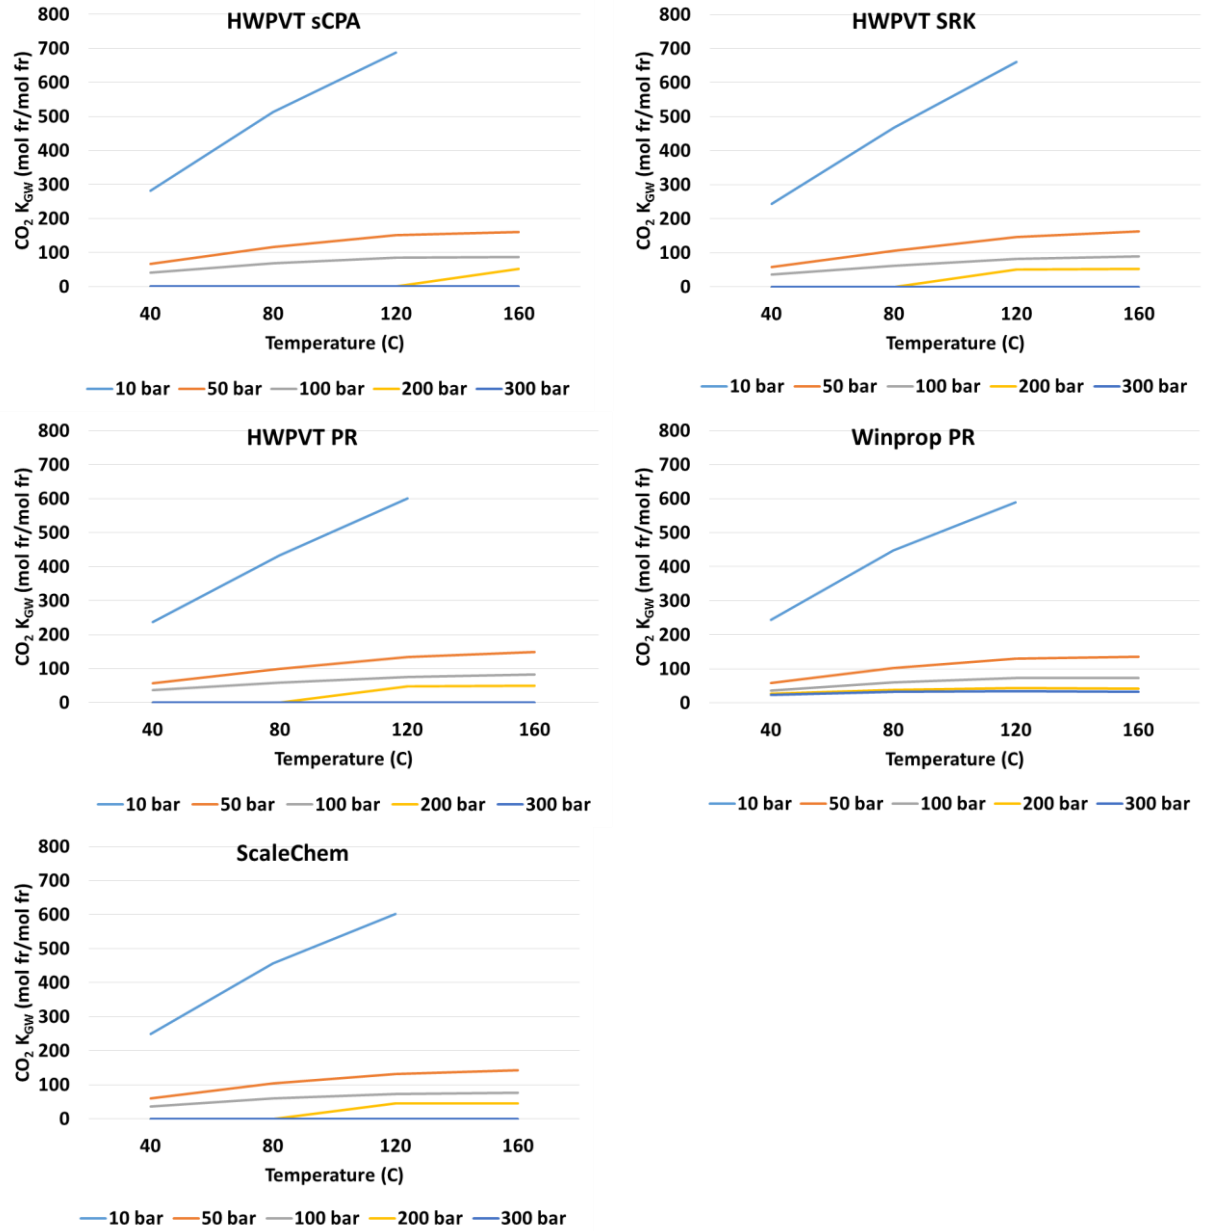 HWPVT sCPA
CO2 KGW (mol fr/mol fr)
800
700
600
500
400
300
200
100
0
40 80 120 160
Temperature (C)
10 bar 50 bar 100 bar 200 bar 300 bar
HWPVT SRK
CO2 KGW (mol fr/mol fr)
800
700
600
500
400
300
200
100
0
40 80 120 160
Temperature (C)
10 bar 50 bar 100 bar 200 bar 300 bar
HWPVT PR
CO2 KGW (mol fr/mol fr)
800
700
600
500
400
300
200
100
0
40 80 120 160
Temperature (C)
10 bar 50 bar 100 bar 200 bar 300 bar
Winprop PR
CO2 KGW (mol fr/mol fr)
800
700
600
500
400
300
200
100
0
40 80 120 160
Temperature (C)
10 bar 50 bar 100 bar 200 bar 300 bar
ScaleChem
CO2 KGW (mol fr/mol fr)
800
700
600
500
400
300
200
100
0
40 80 120 160
Temperature (C)
10 bar 50 bar 100 bar 200 bar 300 bar